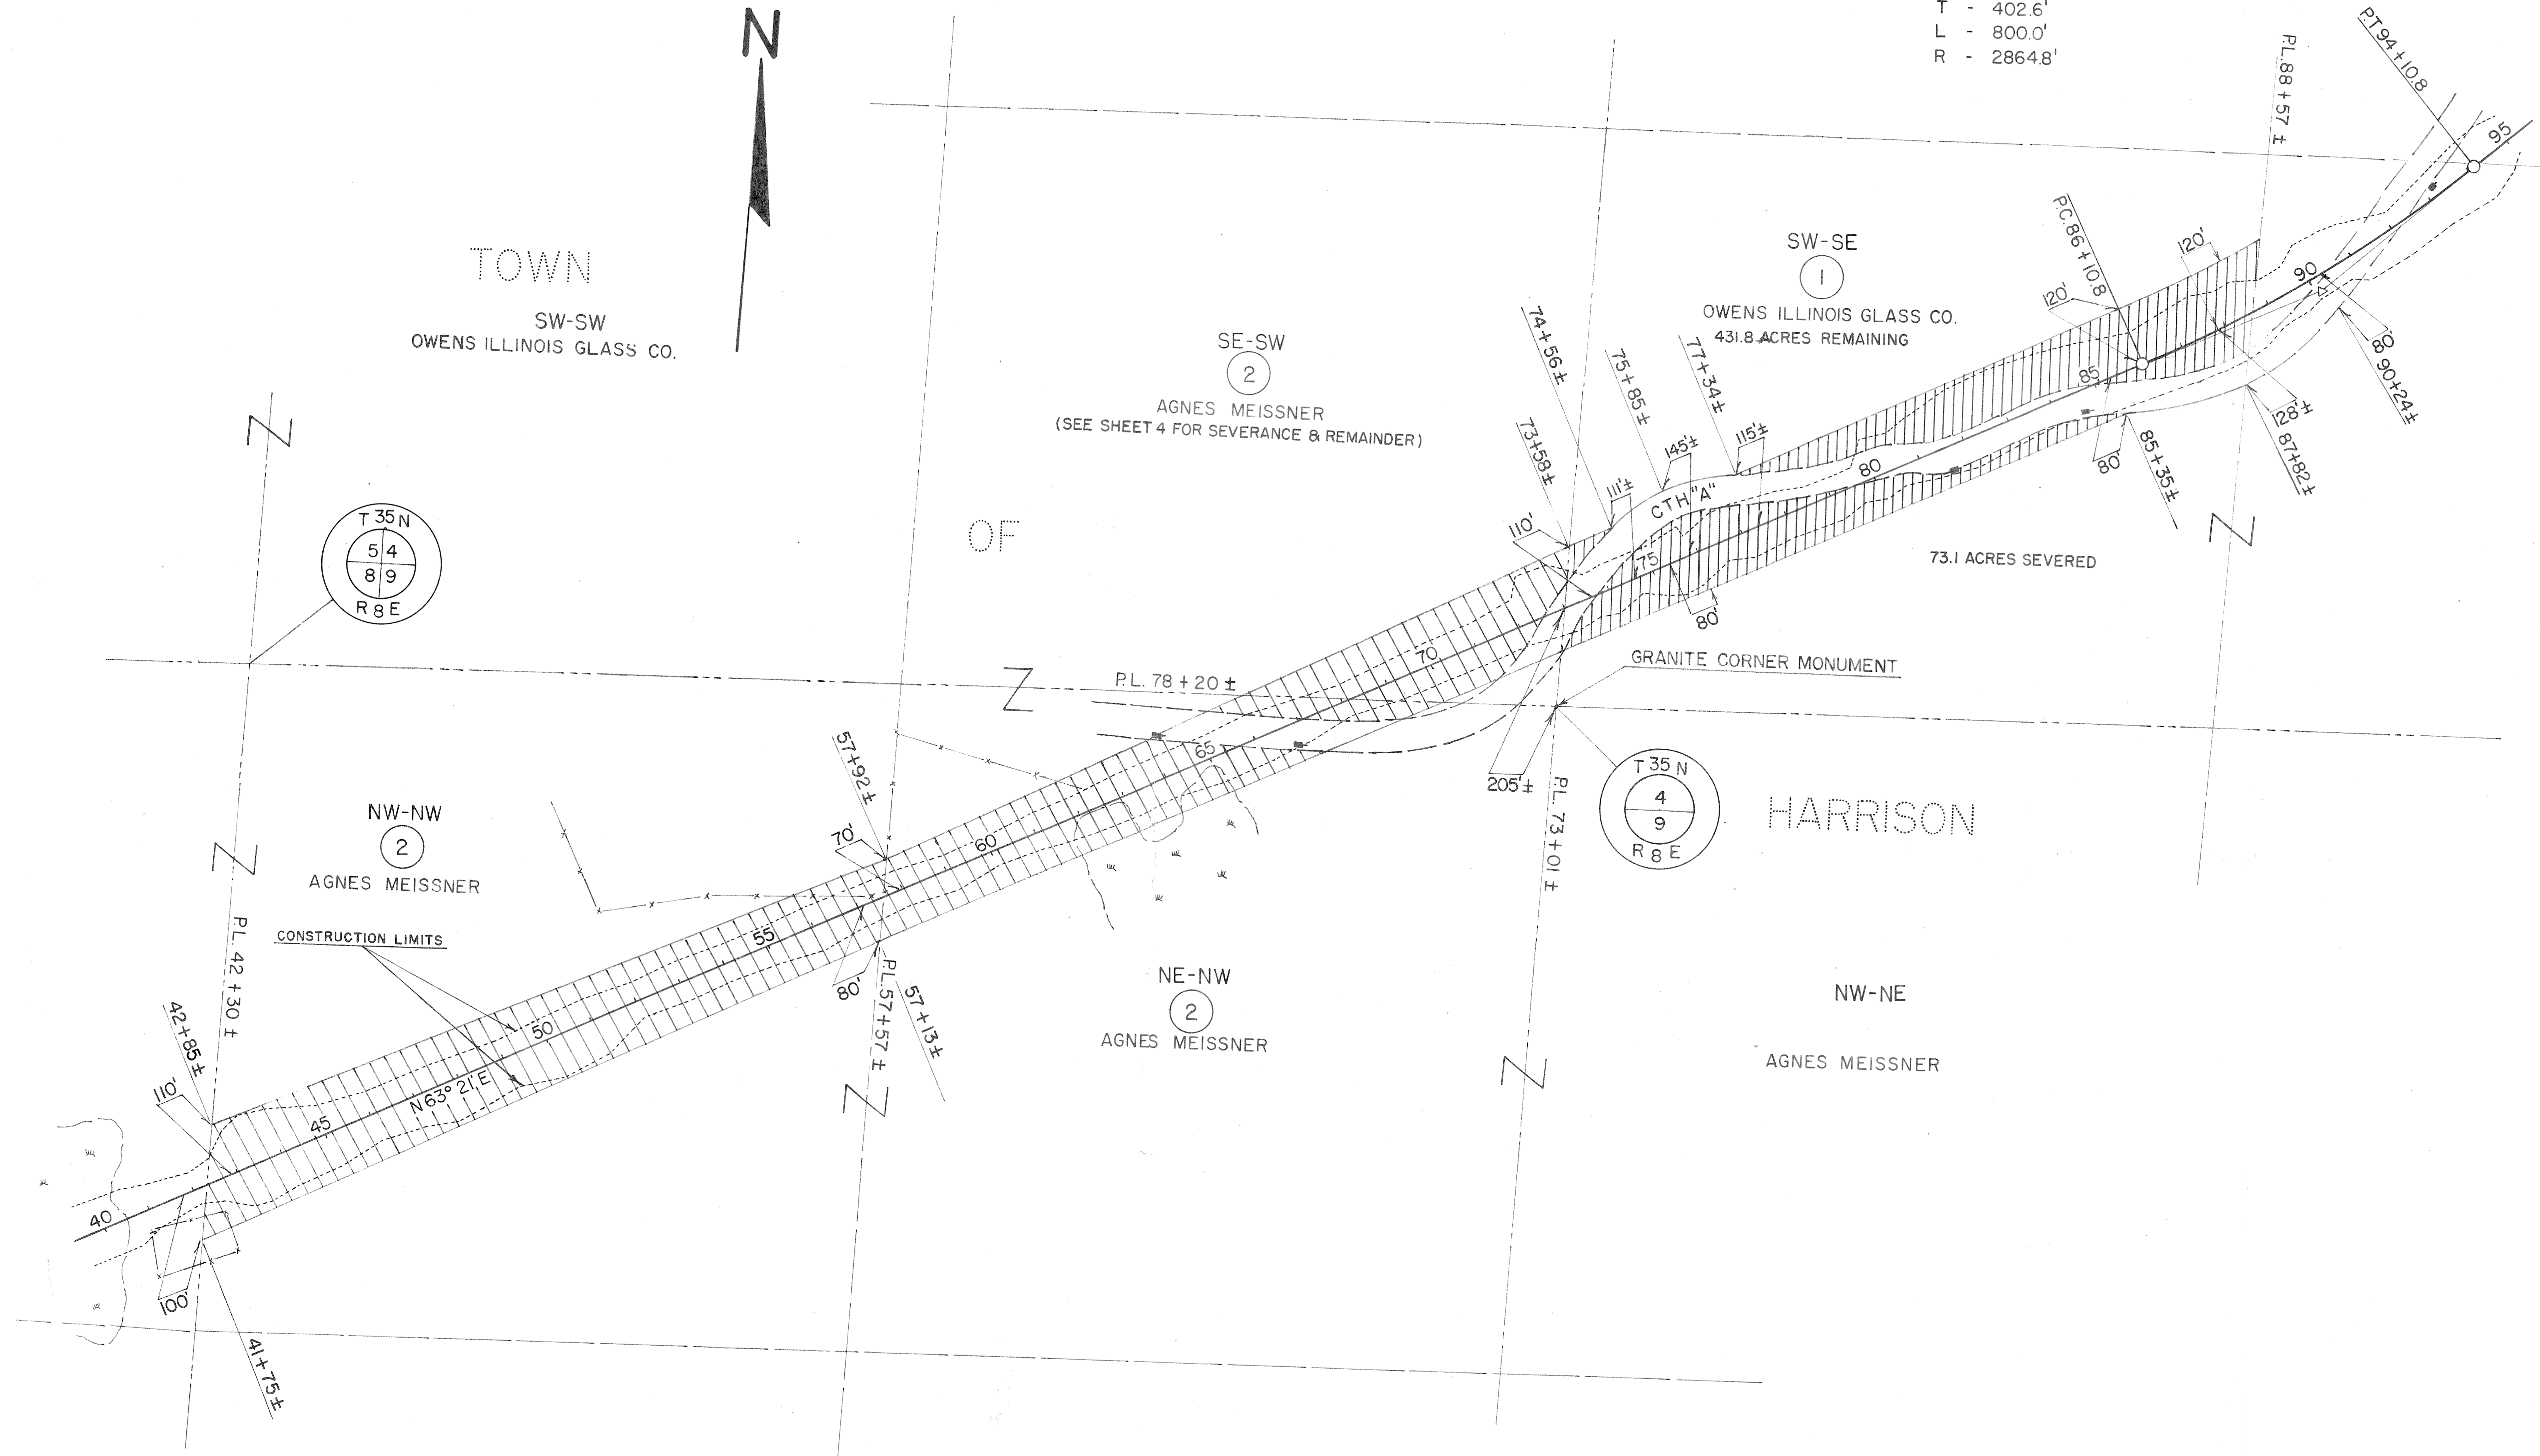 N
T - 402.6'
L - 800.0'
R - 2864.8'
P.T. 94+10.8
P.L. 88+57 ±
95
TOWN
SW-SW
OWENS ILLINOIS GLASS CO.
SE-SW
2
AGNES MEISSNER
(SEE SHEET 4 FOR SEVERANCE & REMAINDER)
SW-SE
1
OWENS ILLINOIS GLASS CO.
431.8 ACRES REMAINING
P.C. 86+10.8
120'
120'
90
Δ
80'
90+24±
128'±
87+82±
85
80'
85+35±
74+56±
75+85±
77+34±
73+58±
145'±
115'±
111'±
110'
CTH "A"
80
75
80'
73.1 ACRES SEVERED
Z
T 35 N
5 4
8 9
R 8 E
OF
Z
Z
P.L. 78+20 ±
70
GRANITE CORNER MONUMENT
205'±
P.L. 73+01 ±
T 35 N
4
9
R 8 E
HARRISON
57+92±
70'
65
60
NW-NW
2
AGNES MEISSNER
Z
P.L. 42+30 ±
CONSTRUCTION LIMITS
55
80'
P.L. 57+57 ±
57+13±
Z
NE-NW
2
AGNES MEISSNER
Z
NW-NE
AGNES MEISSNER
42+85±
110'
50
N 63° 21' E
45
40
100'
41+75±